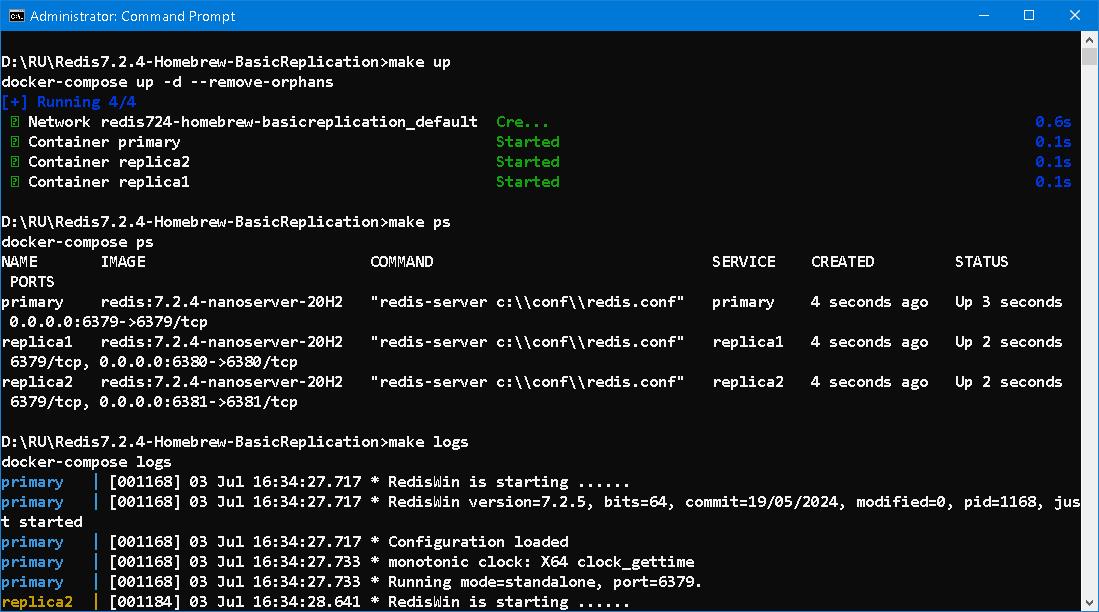 Administrator: Command Prompt
D:\RU\Redis7.2.4-Homebrew-BasicReplication>make up
docker-compose up -d --remove-orphans
[+] Running 4/4
Network redis724-homebrew-basicreplication_default Cre... 0.6s
Container primary Started 0.1s
Container replica2 Started 0.1s
Container replica1 Started 0.1s
D:\RU\Redis7.2.4-Homebrew-BasicReplication>make ps
docker-compose ps
NAME IMAGE COMMAND SERVICE CREATED STATUS
PORTS
primary redis:7.2.4-nanoserver-20H2 "redis-server c:\\conf\\redis.conf" primary 4 seconds ago Up 3 seconds
0.0.0.0:6379->6379/tcp
replica1 redis:7.2.4-nanoserver-20H2 "redis-server c:\\conf\\redis.conf" replica1 4 seconds ago Up 2 seconds
6379/tcp, 0.0.0.0:6380->6380/tcp
replica2 redis:7.2.4-nanoserver-20H2 "redis-server c:\\conf\\redis.conf" replica2 4 seconds ago Up 2 seconds
6379/tcp, 0.0.0.0:6381->6381/tcp
D:\RU\Redis7.2.4-Homebrew-BasicReplication>make logs
docker-compose logs
primary | [001168] 03 Jul 16:34:27.717 * RedisWin is starting ......
primary | [001168] 03 Jul 16:34:27.717 * RedisWin version=7.2.5, bits=64, commit=19/05/2024, modified=0, pid=1168, jus
t started
primary | [001168] 03 Jul 16:34:27.717 * Configuration loaded
primary | [001168] 03 Jul 16:34:27.733 * monotonic clock: X64 clock_gettime
primary | [001168] 03 Jul 16:34:27.733 * Running mode=standalone, port=6379.
replica2 | [001184] 03 Jul 16:34:28.641 * RedisWin is starting ......